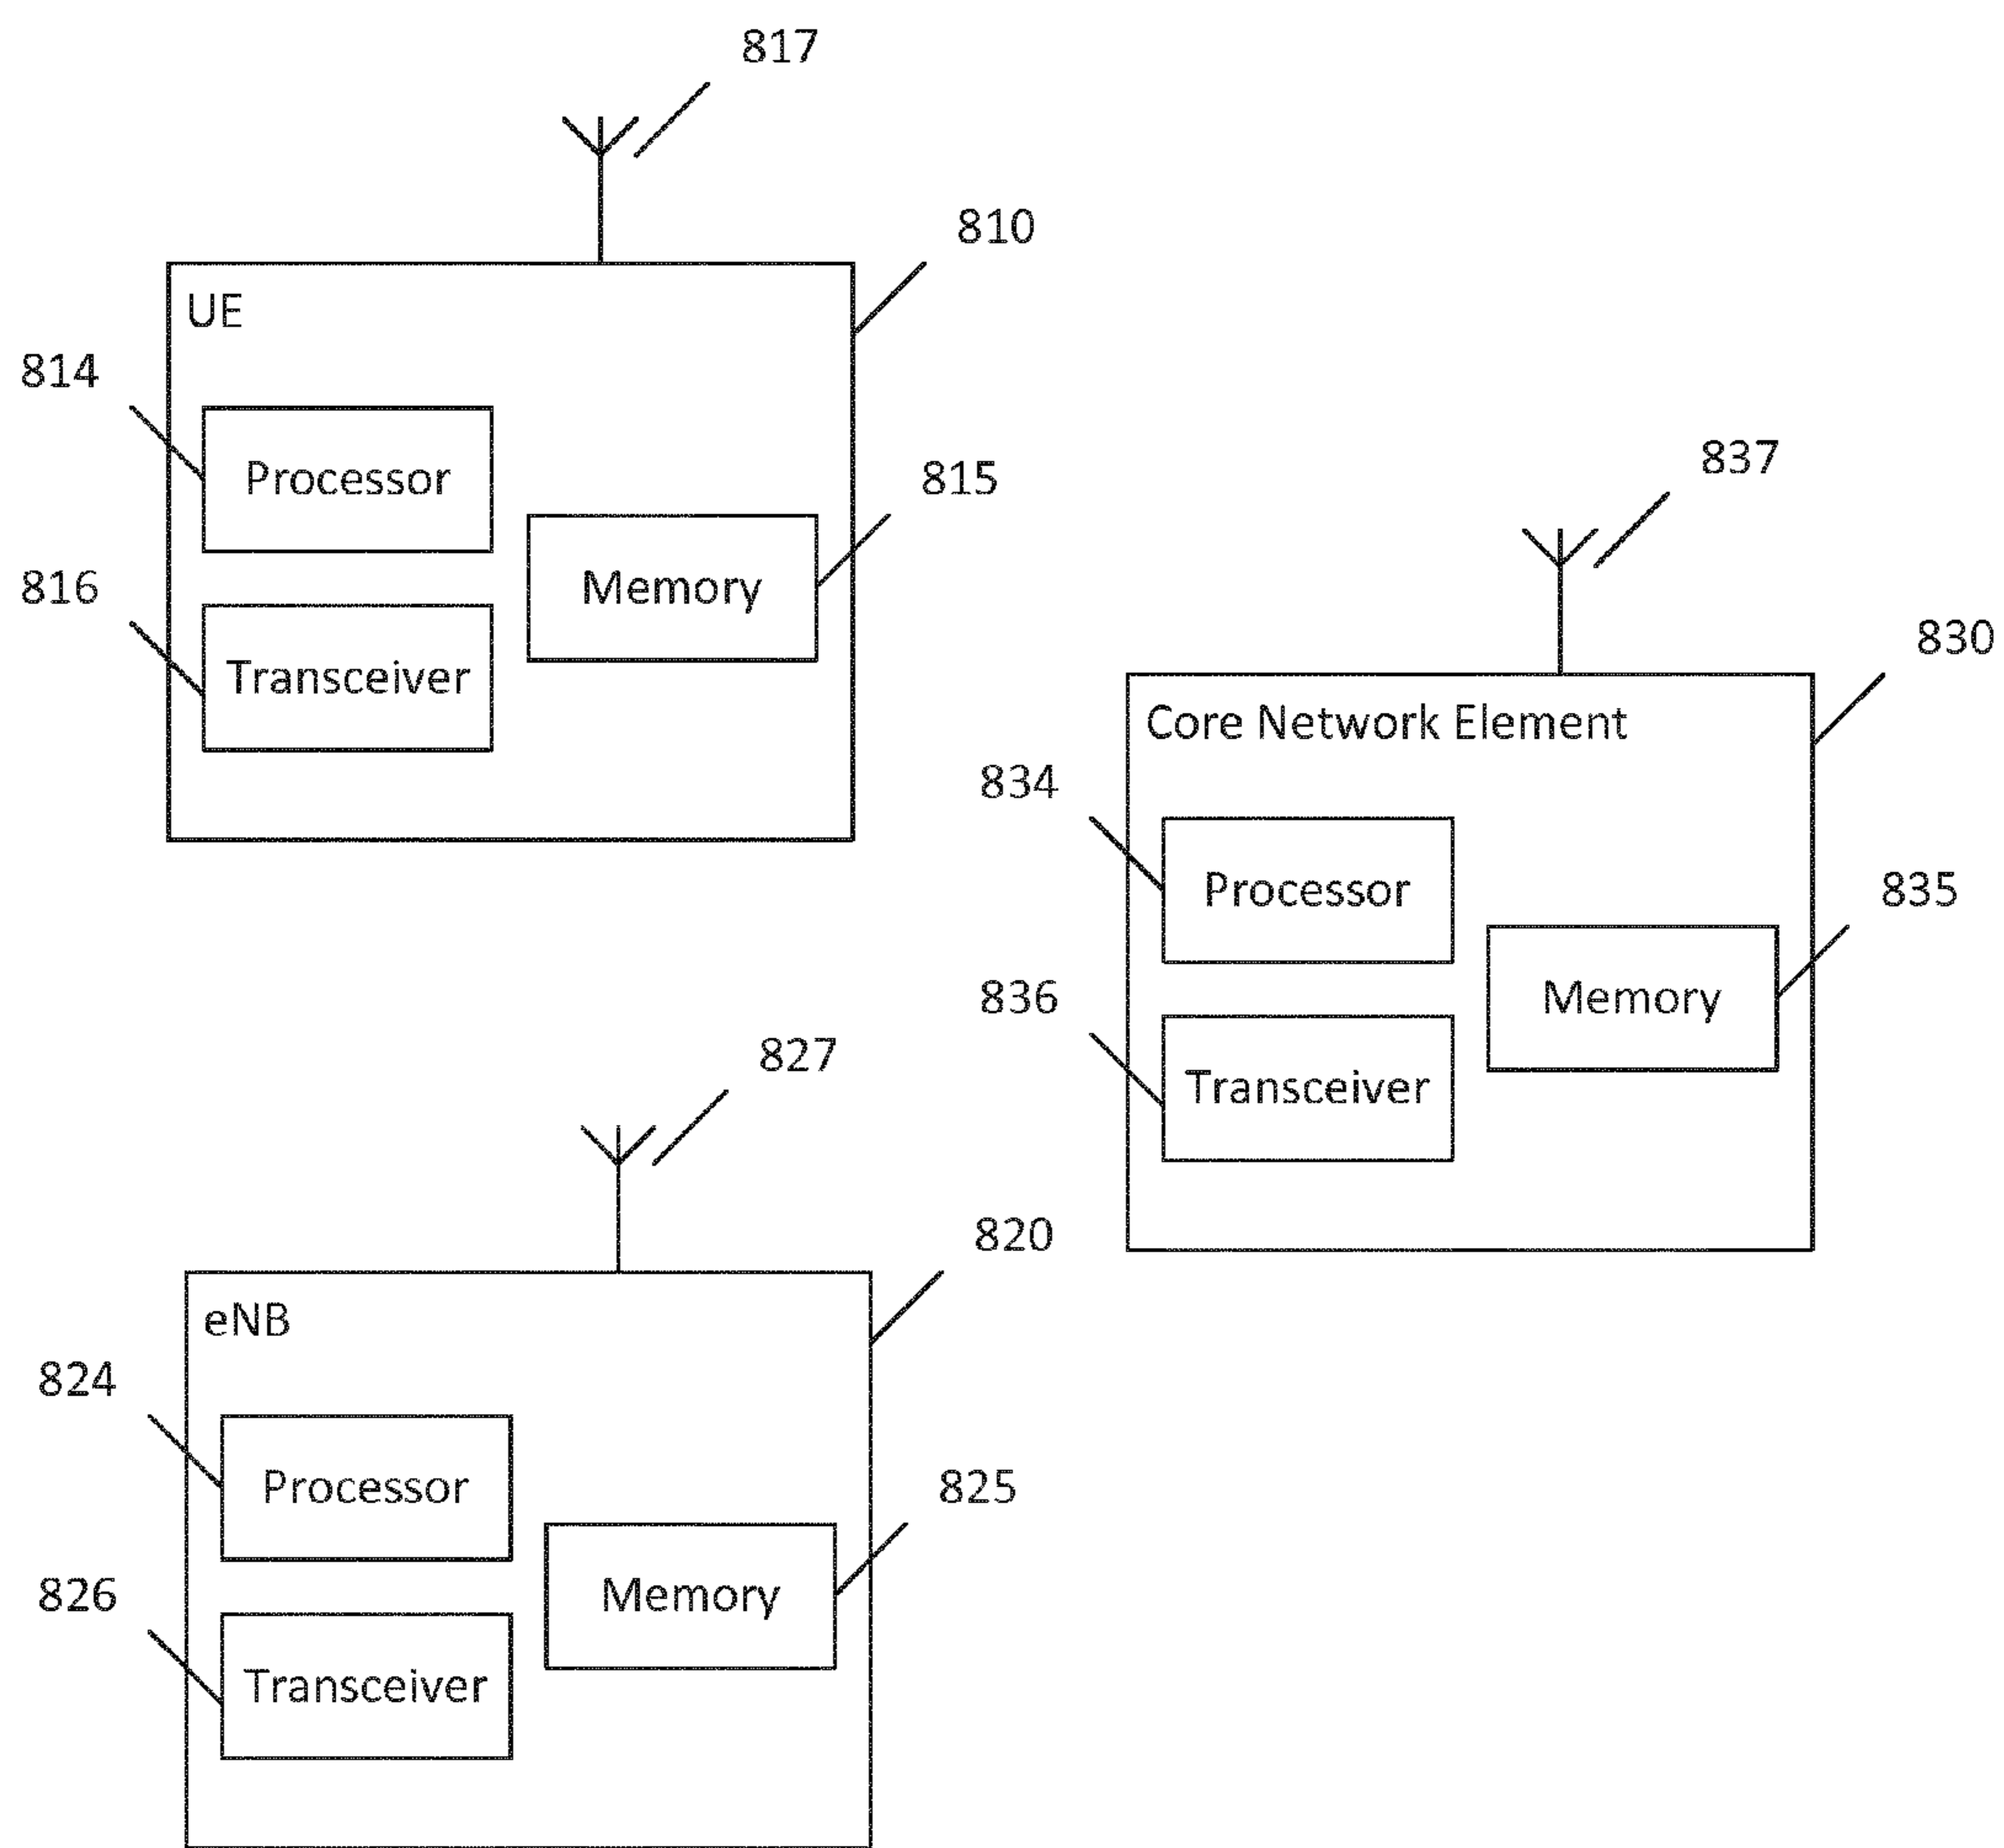 817
810
UE
814
Processor
815
Memory
816
Transceiver
837
830
Core Network Element
834
Processor
835
Memory
836
Transceiver
827
820
eNB
824
Processor
825
Memory
826
Transceiver